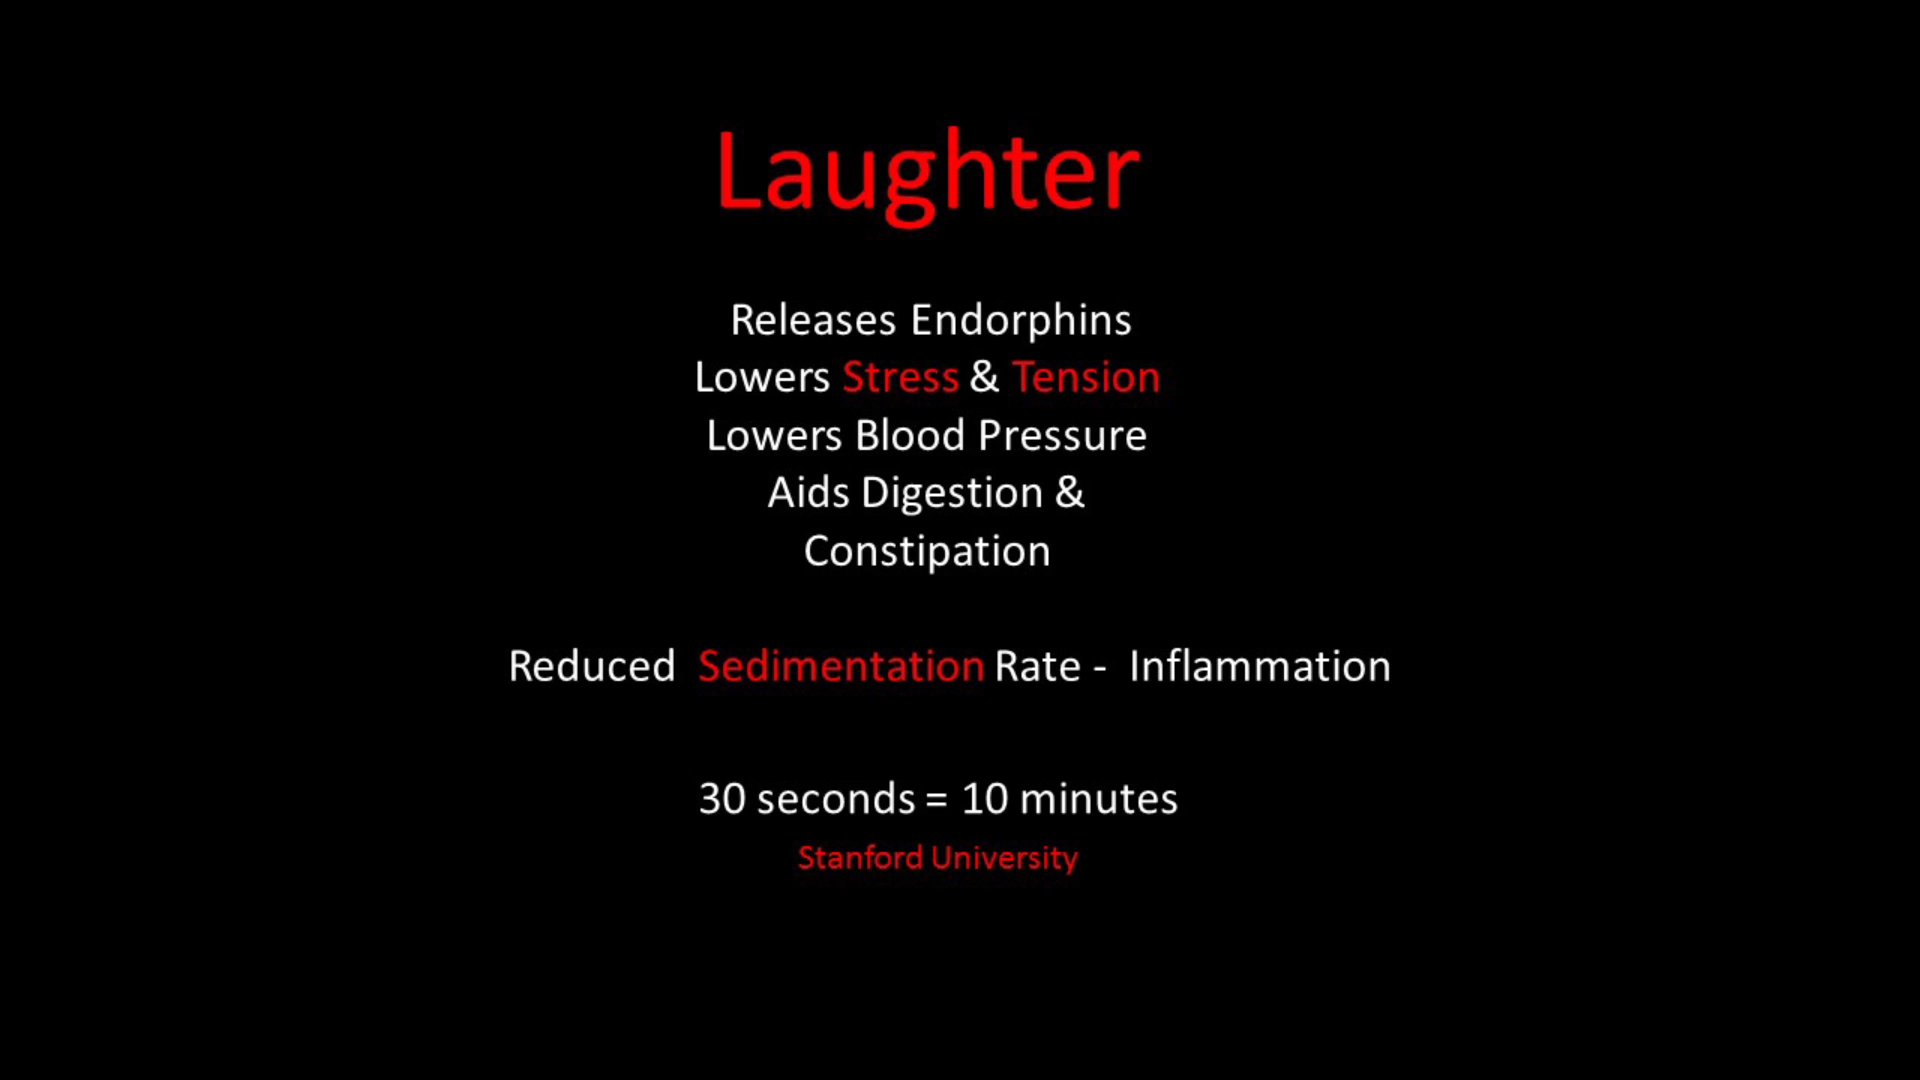 Laughter
Releases Endorphins
Lowers Stress & Tension
Lowers Blood Pressure
Aids Digestion &
Constipation
Reduced Sedimentation Rate - Inflammation
30 seconds = 10 minutes
Stanford University